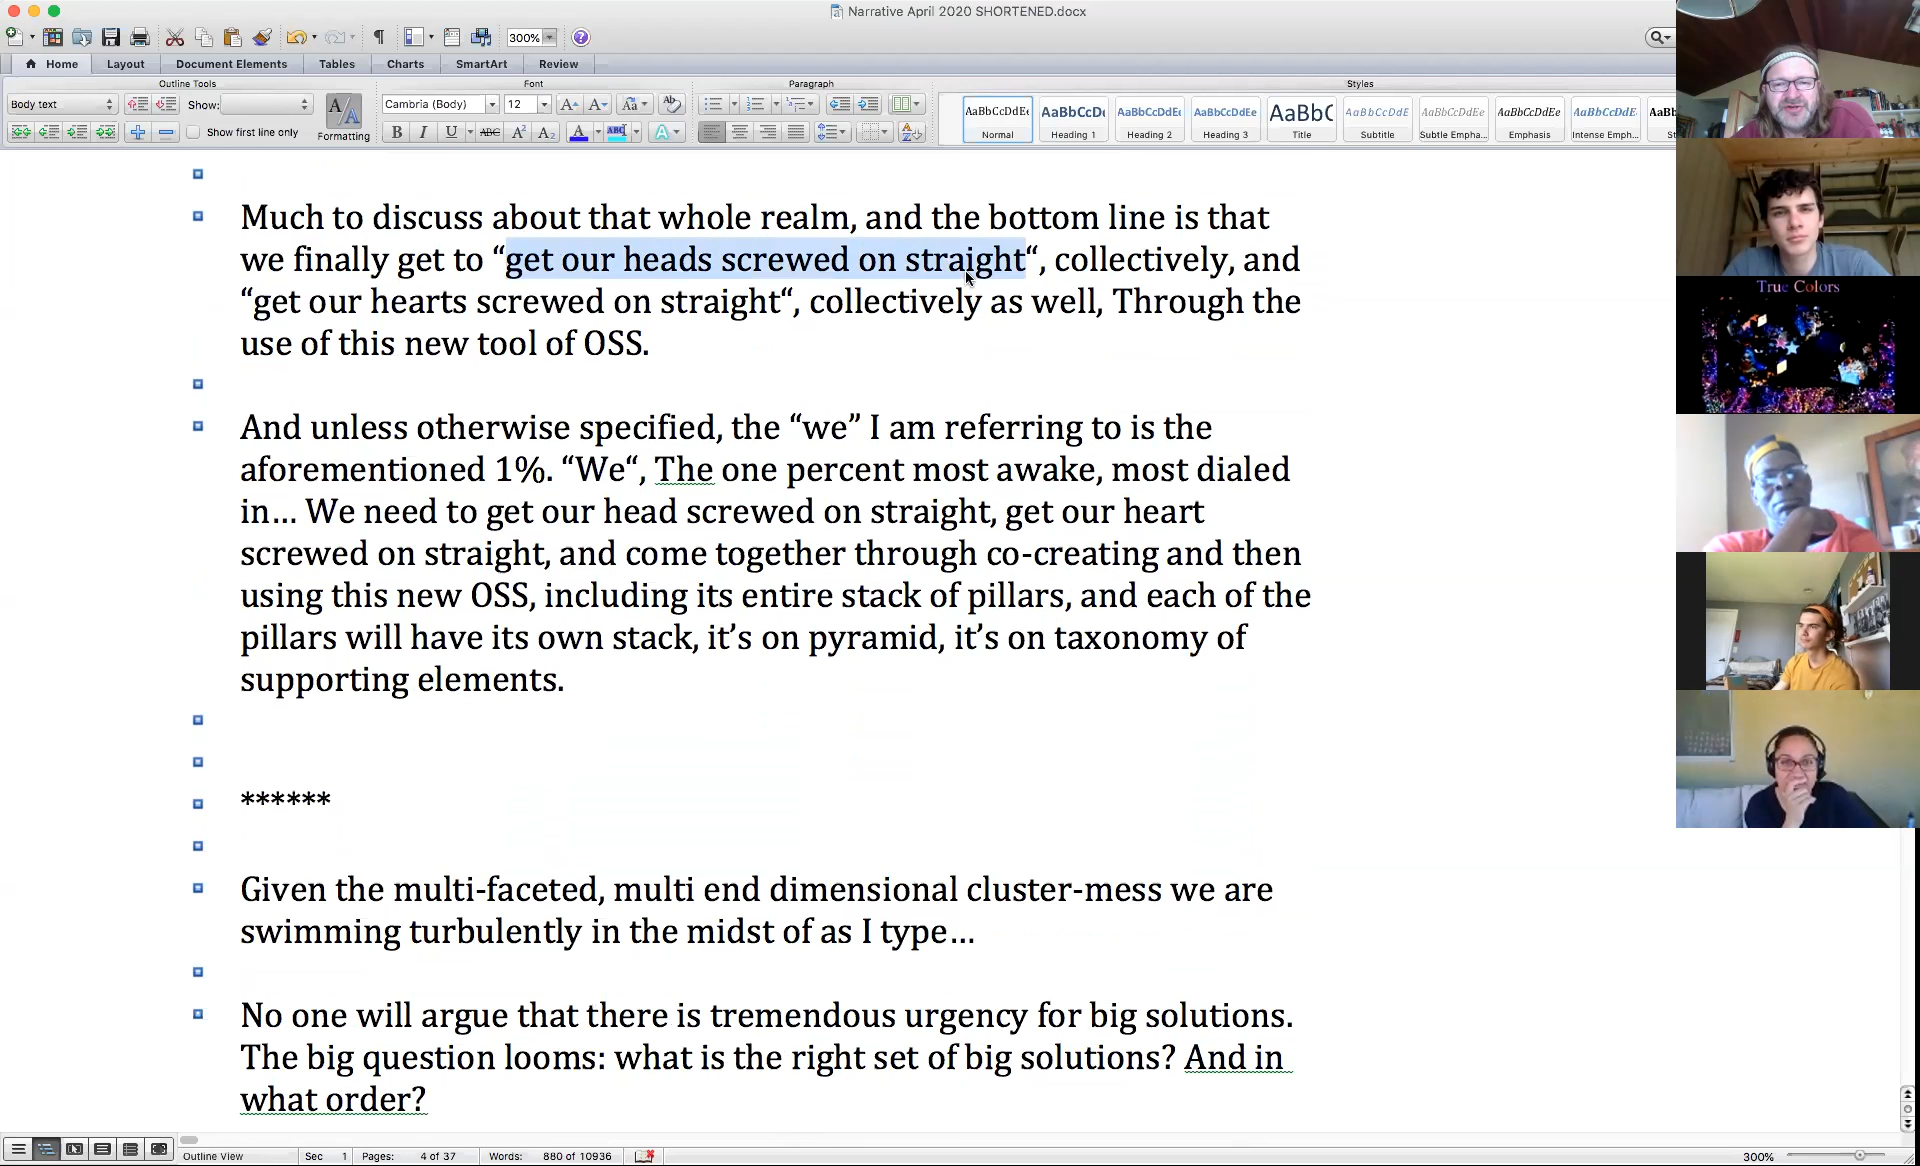 Narrative April 2020 SHORTENED.docx
300%
Home Layout Document Elements Tables Charts SmartArt Review
Outline Tools Font Paragraph Styles
Body text Show: Cambria (Body) 12
Show first line only Formatting
AaBbCcDdEe AaBbCcDd AaBbCcDdEe AaBbCcDdEe AaBbC AaBbCcDdE AaBbCcDdEe AaBbCcDdEe AaBbCcDdE
Normal Heading 1 Heading 2 Heading 3 Title Subtitle Subtle Empha... Emphasis Intense Emph...
Much to discuss about that whole realm, and the bottom line is that
we finally get to “get our heads screwed on straight“, collectively, and
“get our hearts screwed on straight“, collectively as well, Through the
use of this new tool of OSS.
And unless otherwise specified, the “we” I am referring to is the
aforementioned 1%. “We“, The one percent most awake, most dialed
in... We need to get our head screwed on straight, get our heart
screwed on straight, and come together through co-creating and then
using this new OSS, including its entire stack of pillars, and each of the
pillars will have its own stack, it’s on pyramid, it’s on taxonomy of
supporting elements.
******
Given the multi-faceted, multi end dimensional cluster-mess we are
swimming turbulently in the midst of as I type...
No one will argue that there is tremendous urgency for big solutions.
The big question looms: what is the right set of big solutions? And in
what order?
True Colors
Outline View Sec 1 Pages: 4 of 37 Words: 880 of 10936 300%